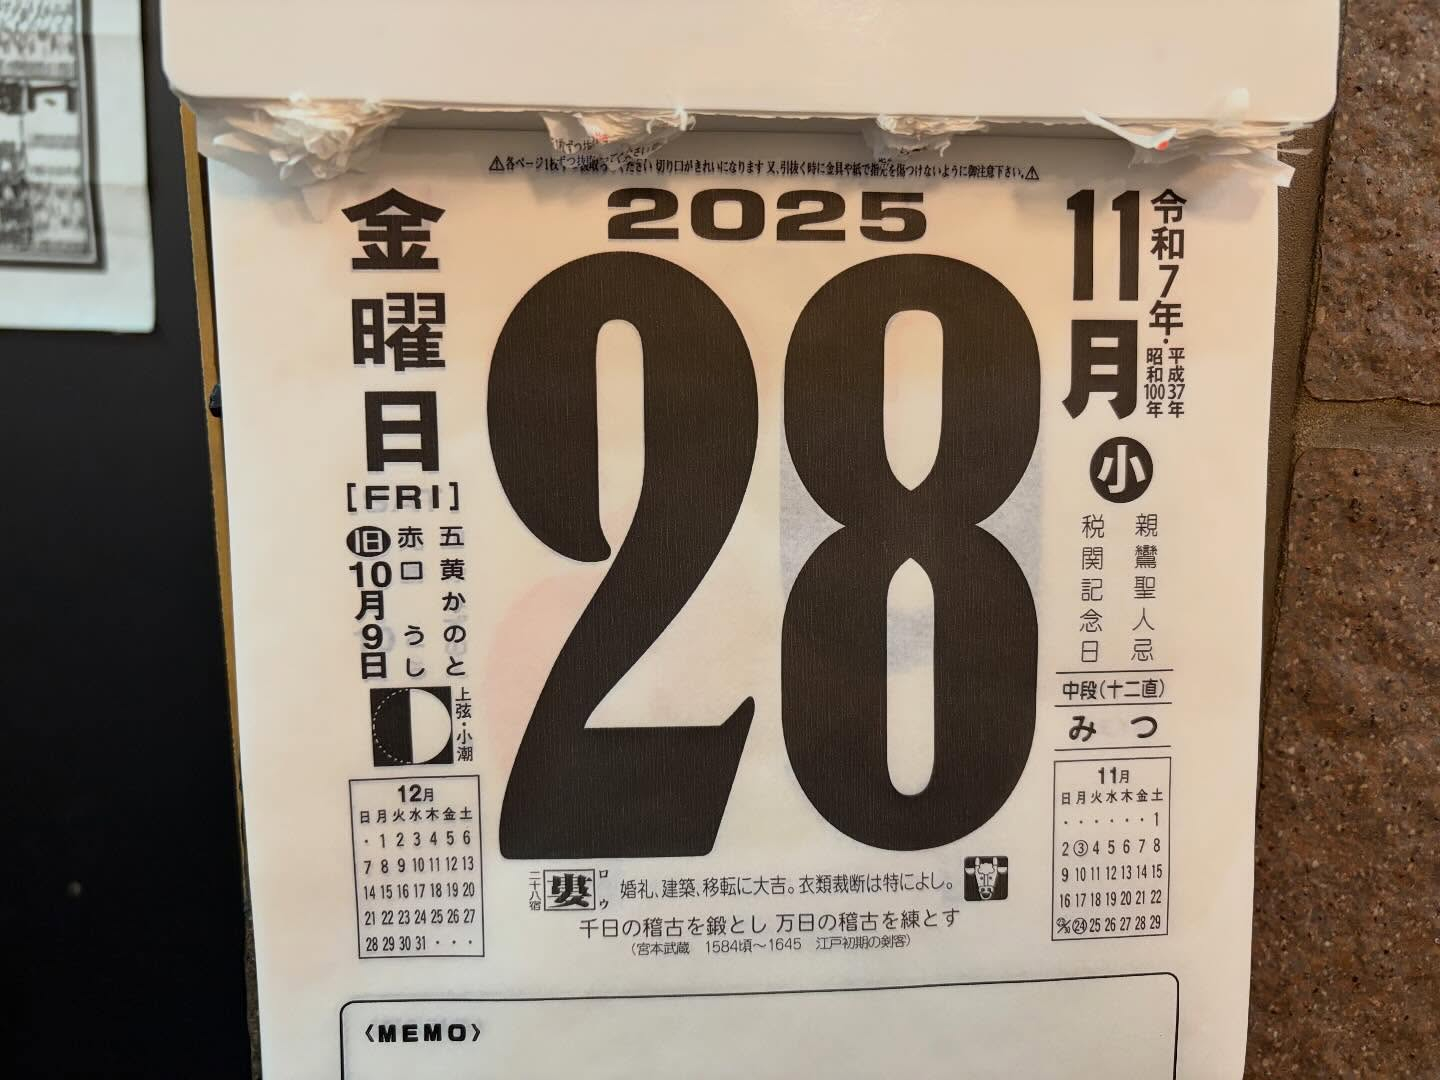 ⚠各ページ1枚ずつ抜取ってください 切り口がきれいになります 又、引抜く時に金具や紙で指元を傷つけないように御注意下さい。⚠
2025
11月
令和7年・
平成37年
昭和100年
小
親鸞聖人忌
税関記念日
中段(十二直)
みつ
28
金曜日
[FRI]
五黄かのと
赤口 うし
旧10月9日
上弦・小潮
12月
日月火水木金土
・ 1 2 3 4 5 6
7 8 9 10 11 12 13
14 15 16 17 18 19 20
21 22 23 24 25 26 27
28 29 30 31 ・ ・ ・
11月
日月火水木金土
・ ・ ・ ・ ・ ・ 1
2 ③ 4 5 6 7 8
9 10 11 12 13 14 15
16 17 18 19 20 21 22
23/30 ㉔ 25 26 27 28 29
二十八宿
婁
ロウ
婚礼、建築、移転に大吉。衣類裁断は特によし。
千日の稽古を鍛とし 万日の稽古を練とす
(宮本武蔵 1584頃〜1645 江戸初期の剣客)
〈MEMO〉